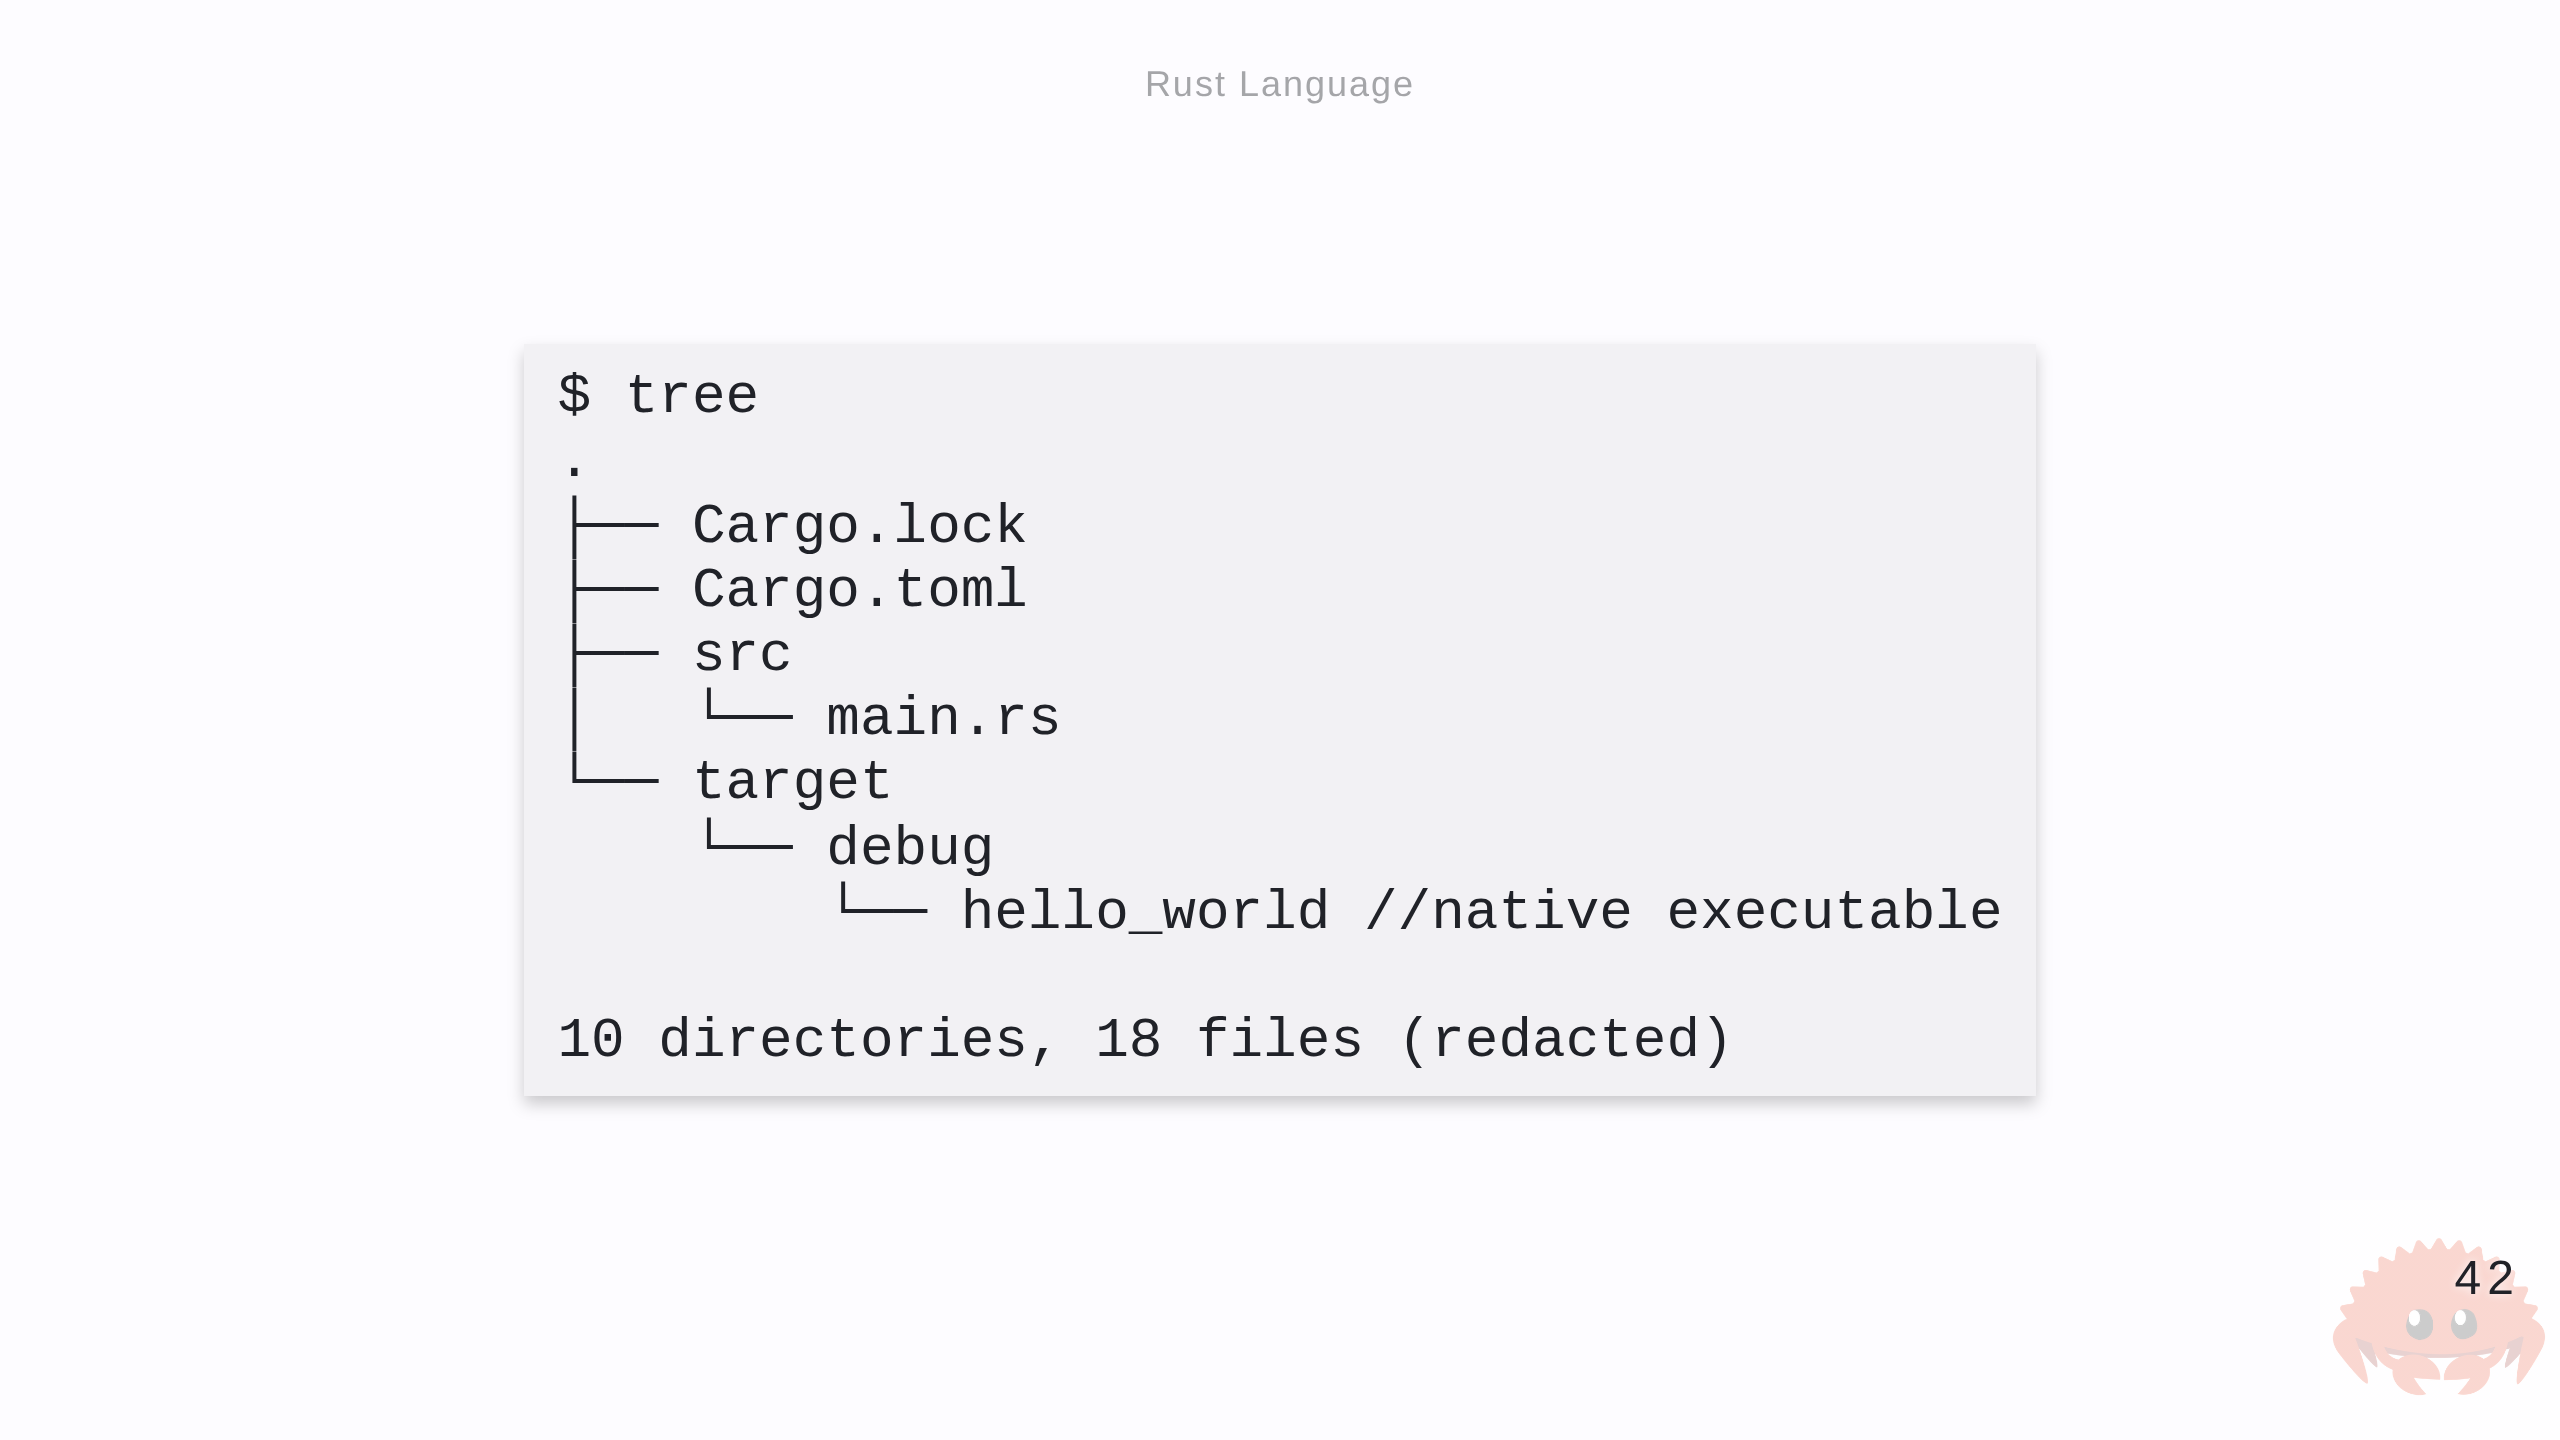 Rust Language
$ tree
.
├── Cargo.lock
├── Cargo.toml
├── src
│   └── main.rs
└── target
    └── debug
        └── hello_world //native executable
10 directories, 18 files (redacted)
42